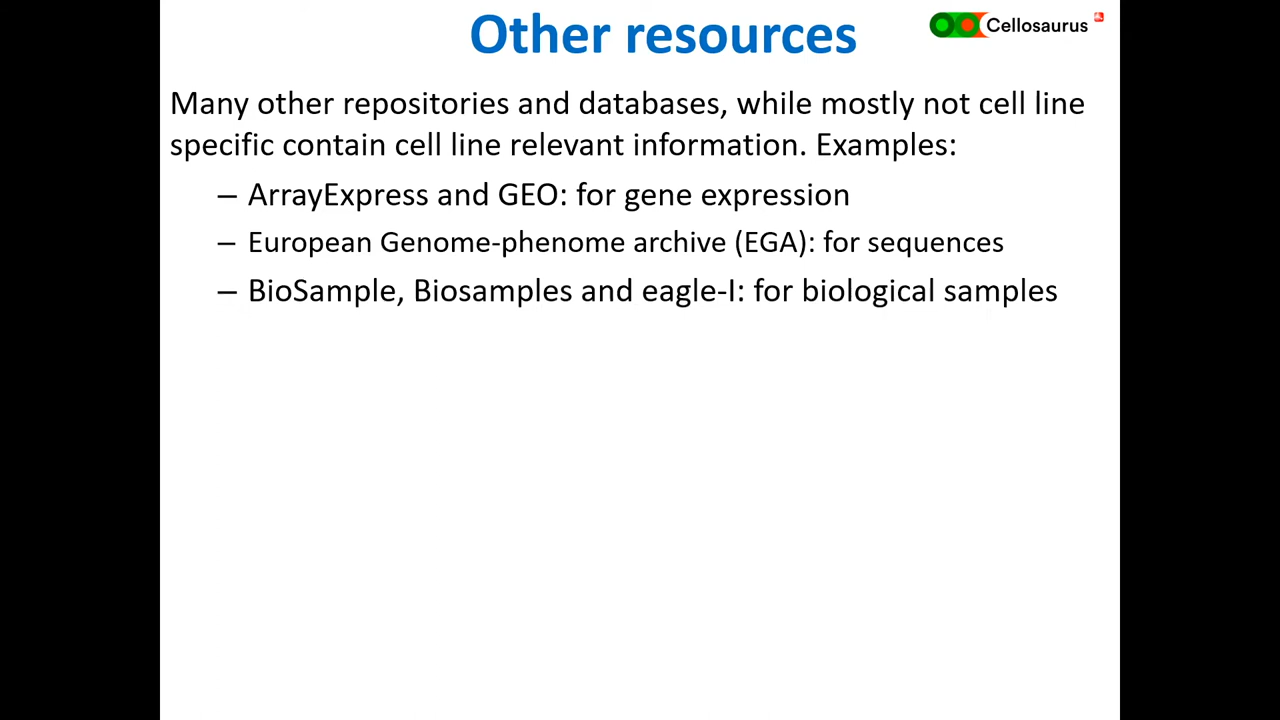 Other resources
Cellosaurus
Many other repositories and databases, while mostly not cell line
specific contain cell line relevant information. Examples:
– ArrayExpress and GEO: for gene expression
– European Genome-phenome archive (EGA): for sequences
– BioSample, Biosamples and eagle-I: for biological samples